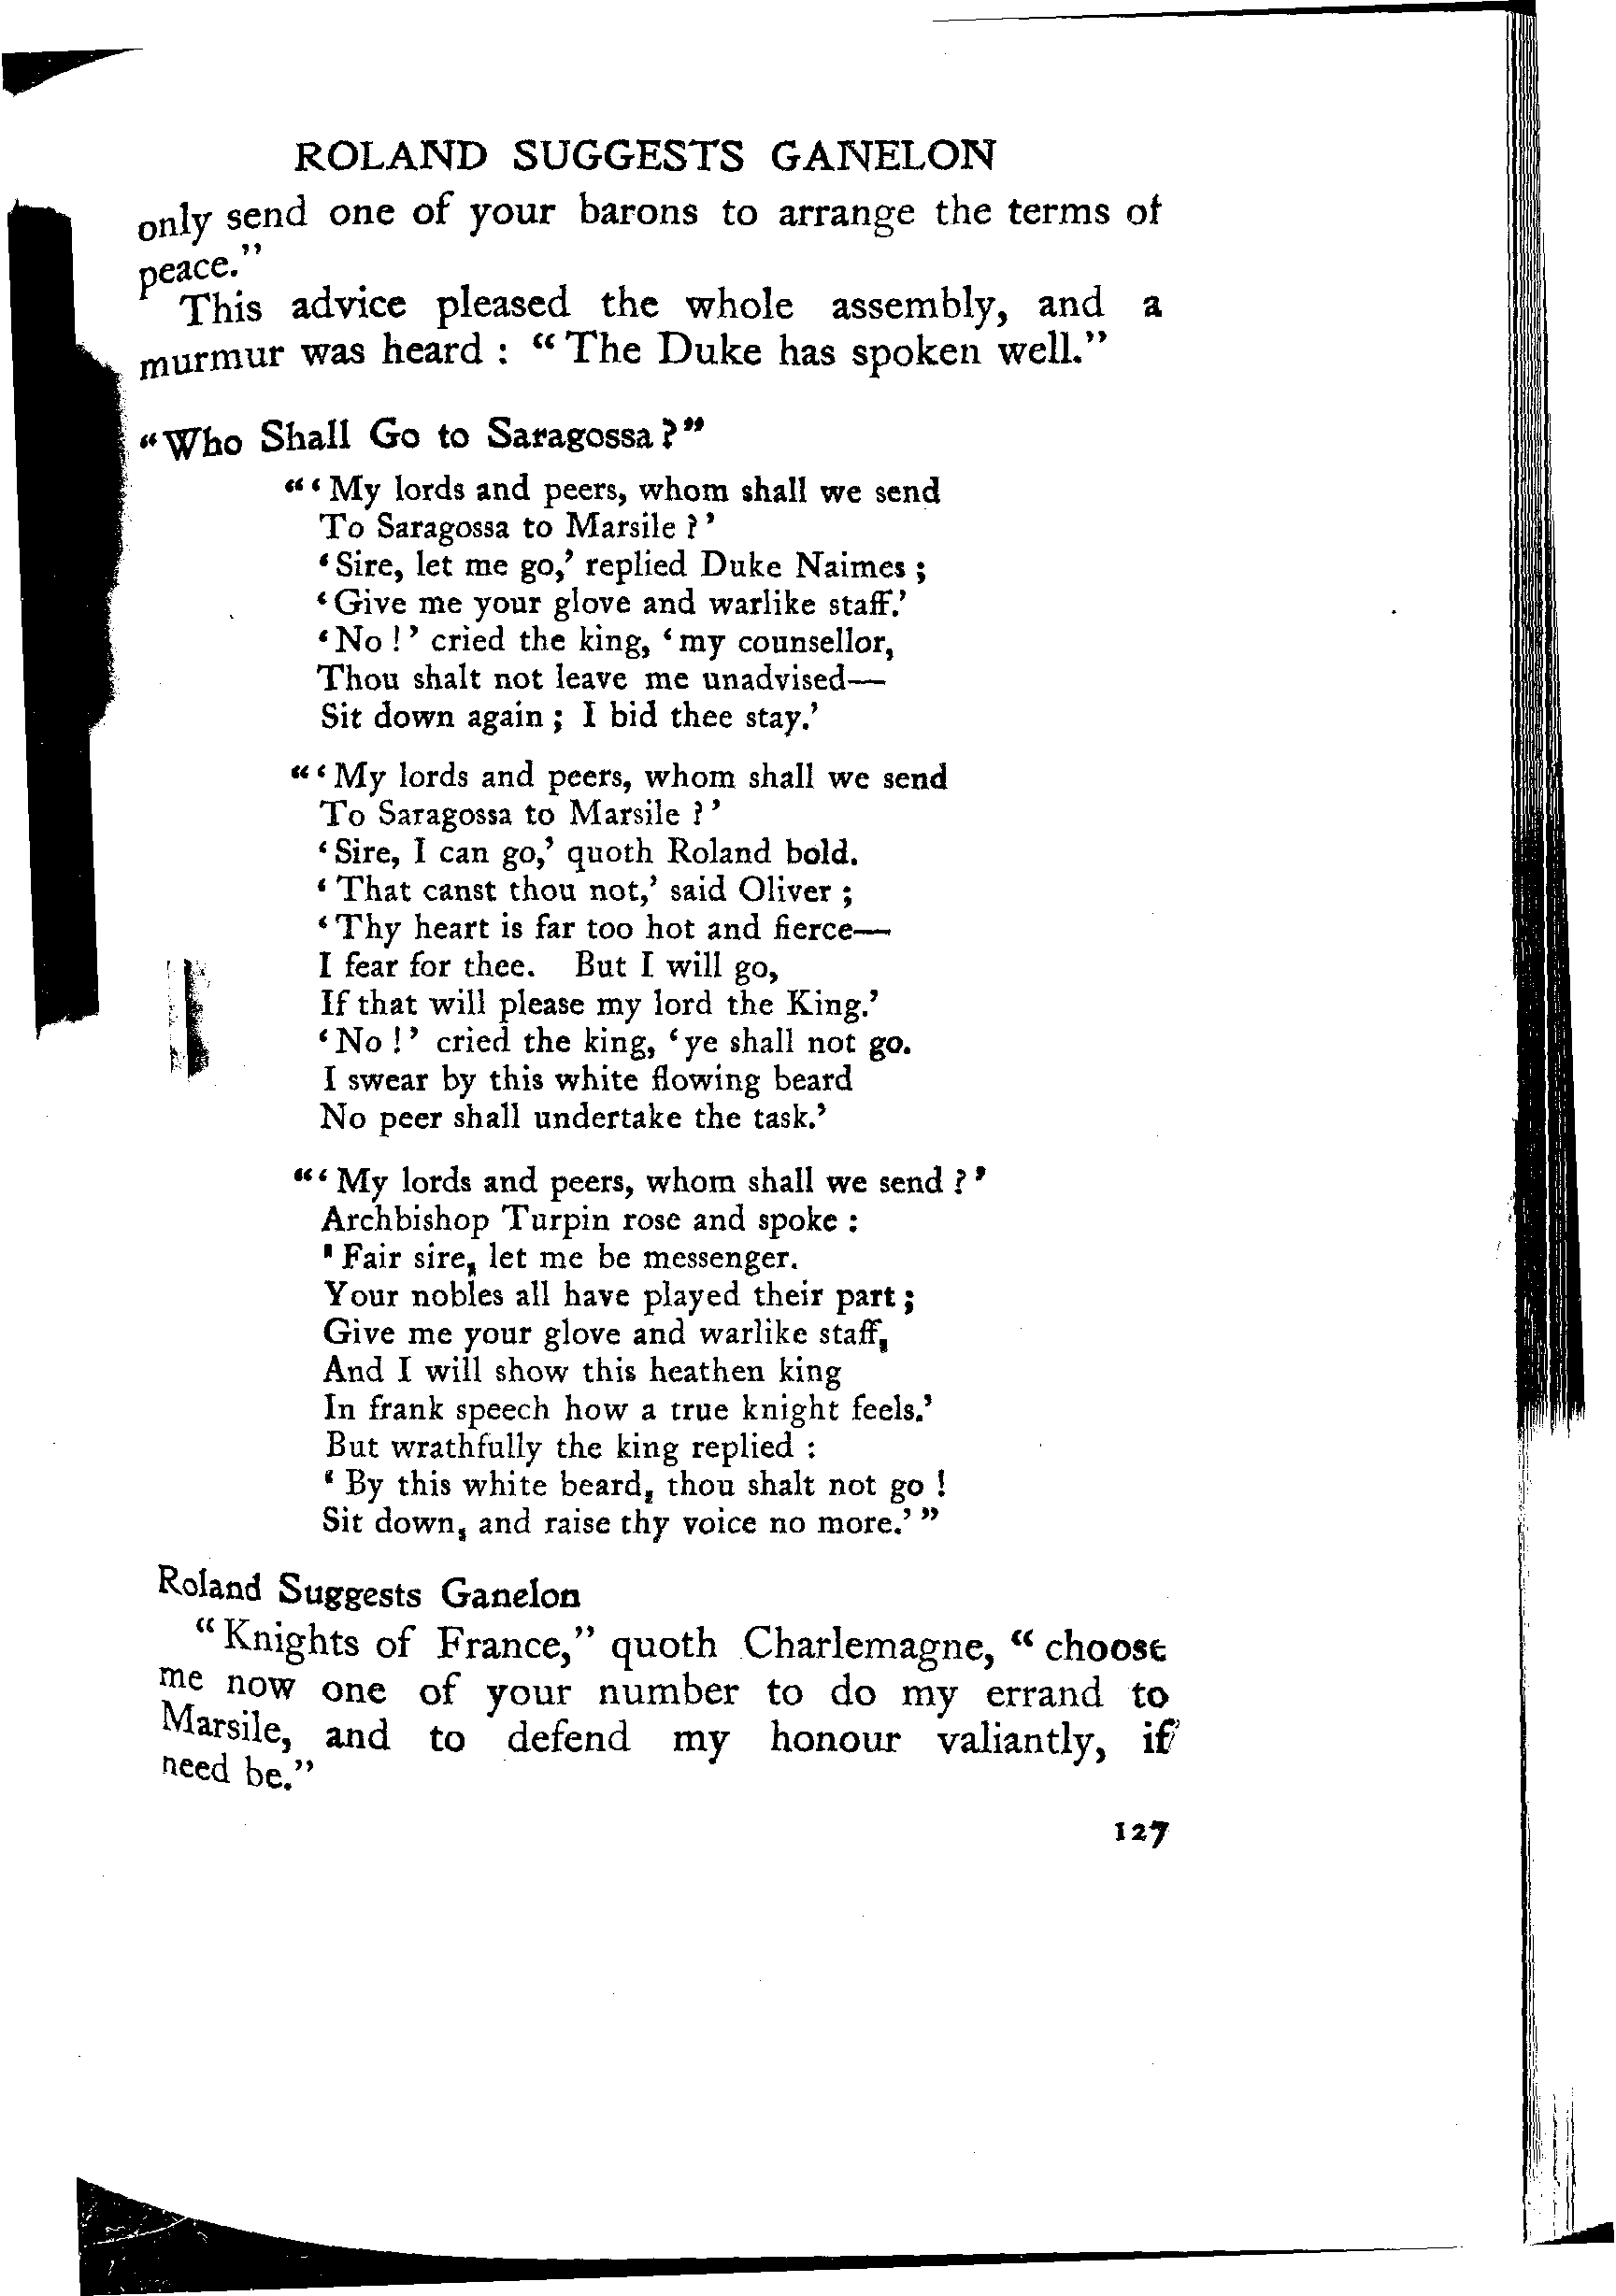 ROLAND SUGGESTS GANELON
only send one of your barons to arrange the terms of
peace."
This advice pleased the whole assembly, and a
murmur was heard : "The Duke has spoken well."
"Who Shall Go to Saragossa?"
"'My lords and peers, whom shall we send
To Saragossa to Marsile ?'
'Sire, let me go,' replied Duke Naimes ;
'Give me your glove and warlike staff.'
'No !' cried the king, 'my counsellor,
Thou shalt not leave me unadvised—
Sit down again ; I bid thee stay.'
"'My lords and peers, whom shall we send
To Saragossa to Marsile ?'
'Sire, I can go,' quoth Roland bold.
'That canst thou not,' said Oliver ;
'Thy heart is far too hot and fierce—
I fear for thee. But I will go,
If that will please my lord the King.'
'No !' cried the king, 'ye shall not go.
I swear by this white flowing beard
No peer shall undertake the task.'
"'My lords and peers, whom shall we send ?'
Archbishop Turpin rose and spoke :
'Fair sire, let me be messenger.
Your nobles all have played their part ;
Give me your glove and warlike staff,
And I will show this heathen king
In frank speech how a true knight feels.'
But wrathfully the king replied :
'By this white beard, thou shalt not go !
Sit down, and raise thy voice no more.'"
Roland Suggests Ganelon
"Knights of France," quoth Charlemagne, "choose
me now one of your number to do my errand to
Marsile, and to defend my honour valiantly, if
need be."
127